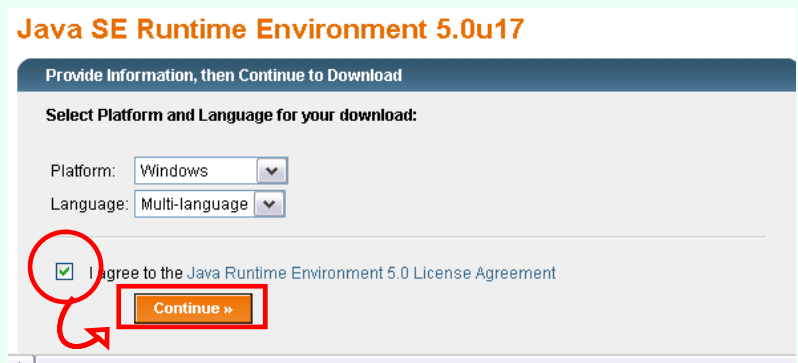 Java SE Runtime Environment 5.0u17
Provide Information, then Continue to Download
Select Platform and Language for your download:
Platform: Windows
Language: Multi-language
I agree to the Java Runtime Environment 5.0 License Agreement
Continue »